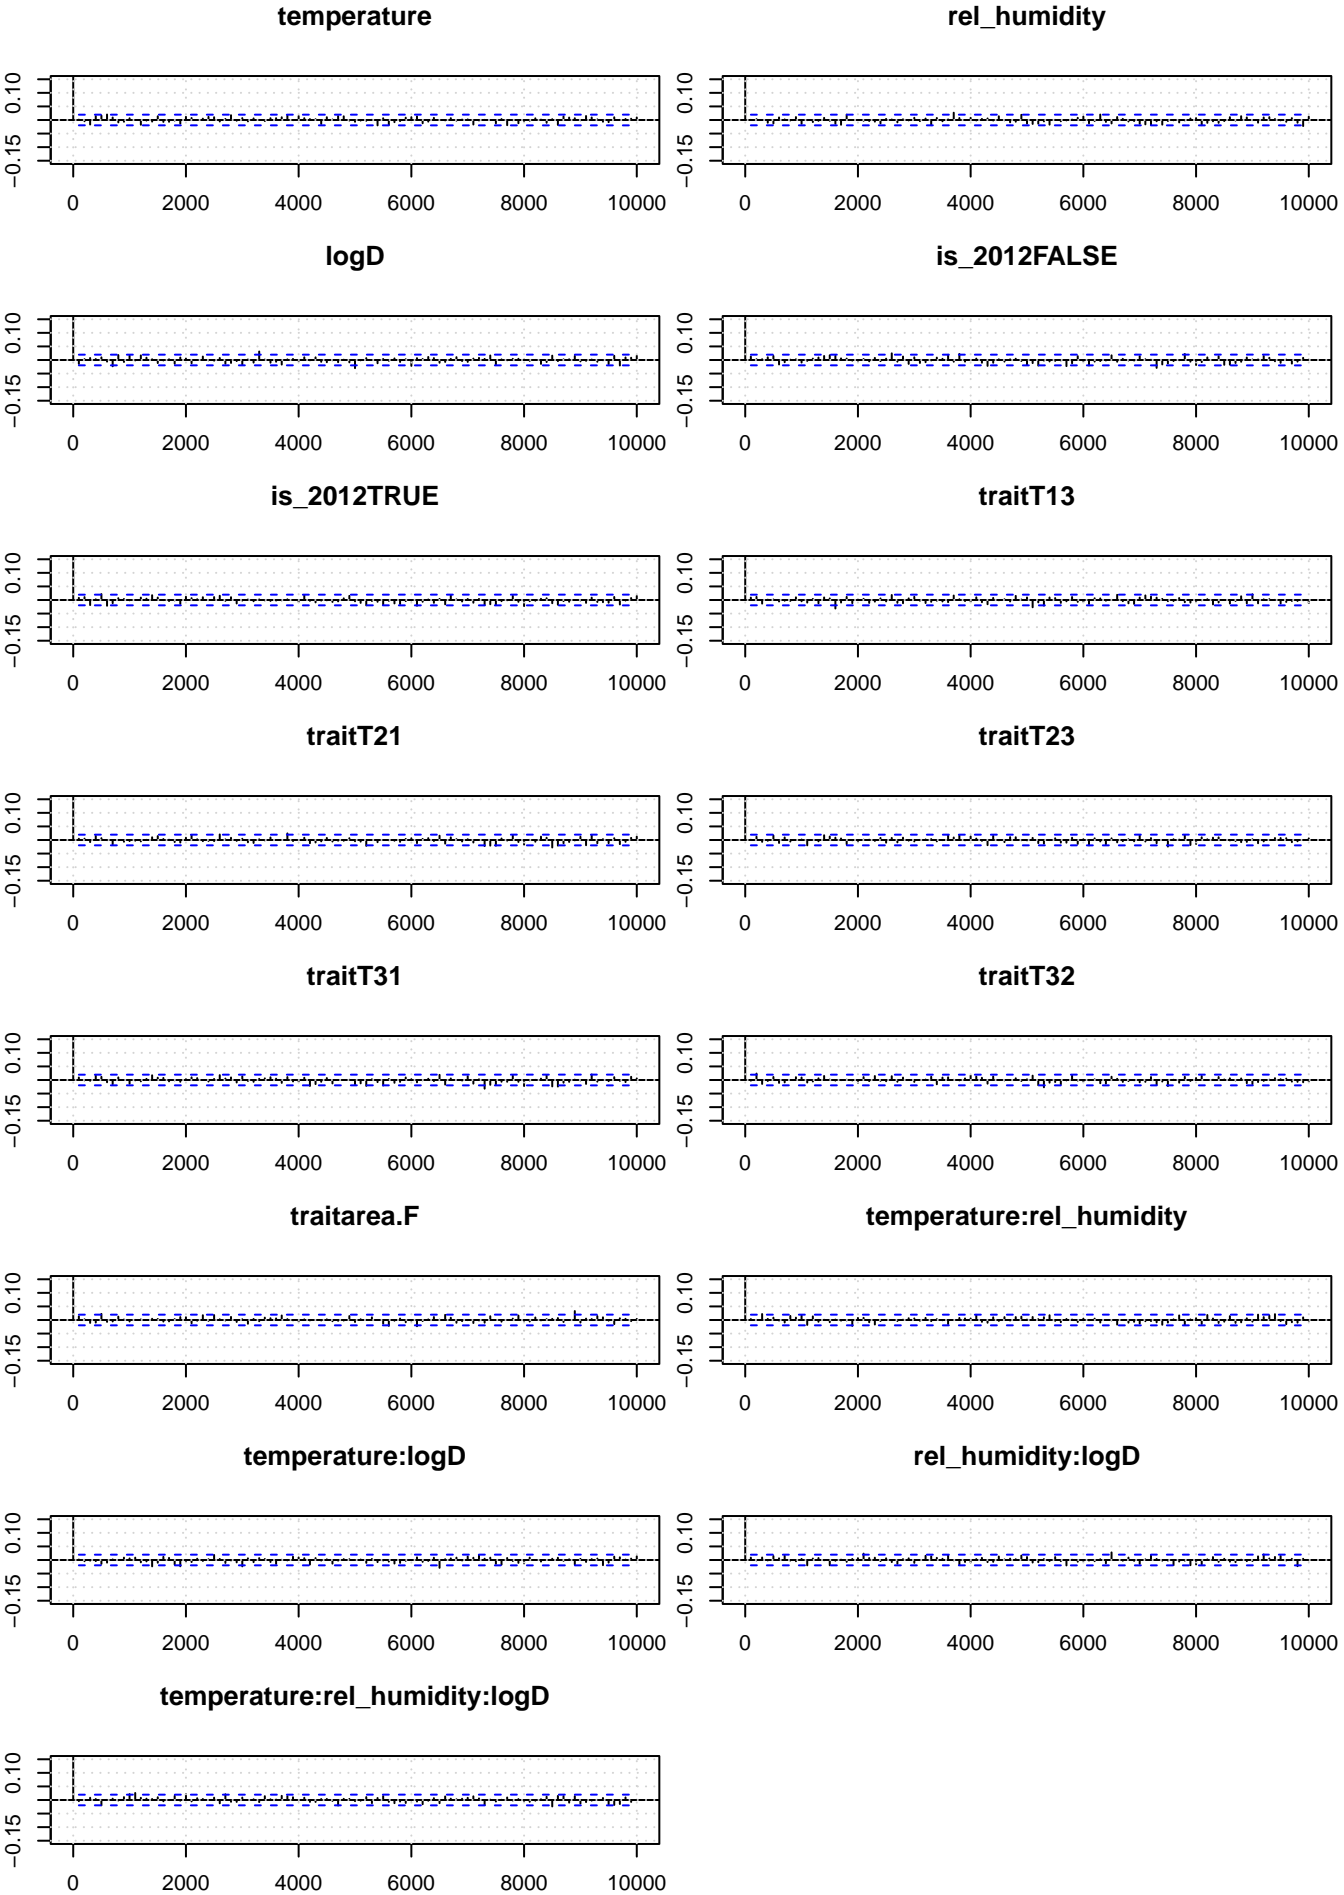 temperature
0.10
−0.15
0 2000 4000 6000 8000 10000
rel_humidity
0.10
−0.15
0 2000 4000 6000 8000 10000
logD
0.10
−0.15
0 2000 4000 6000 8000 10000
is_2012FALSE
0.10
−0.15
0 2000 4000 6000 8000 10000
is_2012TRUE
0.10
−0.15
0 2000 4000 6000 8000 10000
traitT13
0.10
−0.15
0 2000 4000 6000 8000 10000
traitT21
0.10
−0.15
0 2000 4000 6000 8000 10000
traitT23
0.10
−0.15
0 2000 4000 6000 8000 10000
traitT31
0.10
−0.15
0 2000 4000 6000 8000 10000
traitT32
0.10
−0.15
0 2000 4000 6000 8000 10000
traitarea.F
0.10
−0.15
0 2000 4000 6000 8000 10000
temperature:rel_humidity
0.10
−0.15
0 2000 4000 6000 8000 10000
temperature:logD
0.10
−0.15
0 2000 4000 6000 8000 10000
rel_humidity:logD
0.10
−0.15
0 2000 4000 6000 8000 10000
temperature:rel_humidity:logD
0.10
−0.15
0 2000 4000 6000 8000 10000